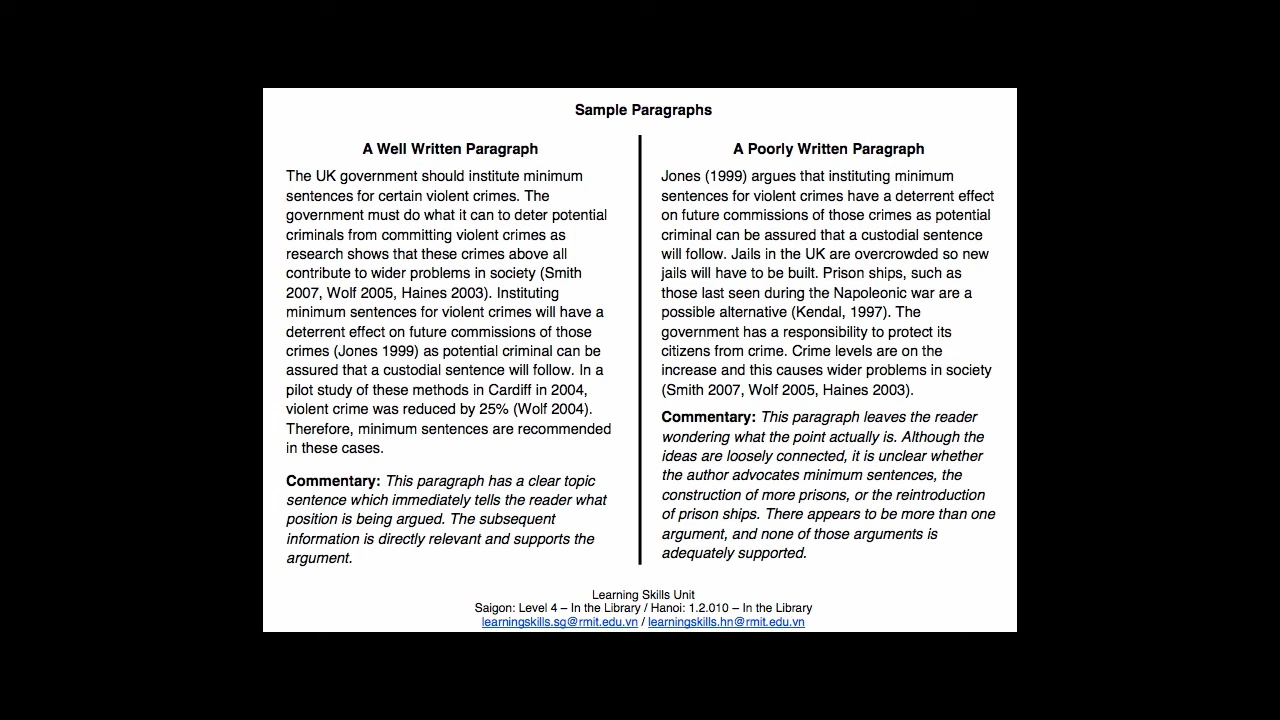 Sample Paragraphs
A Well Written Paragraph
The UK government should institute minimum
sentences for certain violent crimes. The
government must do what it can to deter potential
criminals from committing violent crimes as
research shows that these crimes above all
contribute to wider problems in society (Smith
2007, Wolf 2005, Haines 2003). Instituting
minimum sentences for violent crimes will have a
deterrent effect on future commissions of those
crimes (Jones 1999) as potential criminal can be
assured that a custodial sentence will follow. In a
pilot study of these methods in Cardiff in 2004,
violent crime was reduced by 25% (Wolf 2004).
Therefore, minimum sentences are recommended
in these cases.
Commentary: This paragraph has a clear topic
sentence which immediately tells the reader what
position is being argued. The subsequent
information is directly relevant and supports the
argument.
A Poorly Written Paragraph
Jones (1999) argues that instituting minimum
sentences for violent crimes have a deterrent effect
on future commissions of those crimes as potential
criminal can be assured that a custodial sentence
will follow. Jails in the UK are overcrowded so new
jails will have to be built. Prison ships, such as
those last seen during the Napoleonic war are a
possible alternative (Kendal, 1997). The
government has a responsibility to protect its
citizens from crime. Crime levels are on the
increase and this causes wider problems in society
(Smith 2007, Wolf 2005, Haines 2003).
Commentary: This paragraph leaves the reader
wondering what the point actually is. Although the
ideas are loosely connected, it is unclear whether
the author advocates minimum sentences, the
construction of more prisons, or the reintroduction
of prison ships. There appears to be more than one
argument, and none of those arguments is
adequately supported.
Learning Skills Unit
Saigon: Level 4 – In the Library / Hanoi: 1.2.010 – In the Library
learningskills.sg@rmit.edu.vn / learningskills.hn@rmit.edu.vn